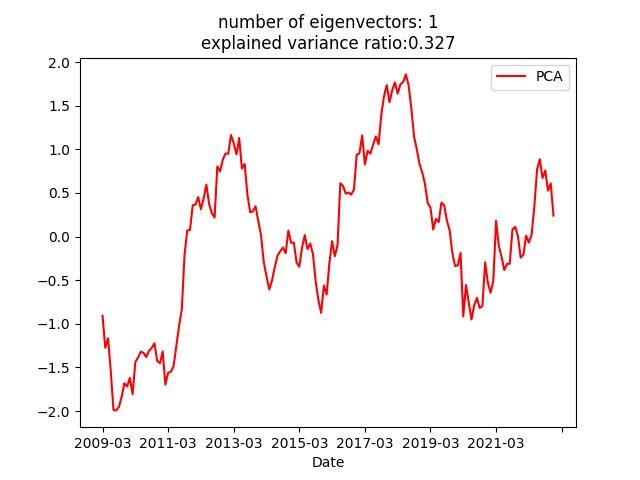 number of eigenvectors: 1
explained variance ratio:0.327
PCA
2.0
1.5
1.0
0.5
0.0
−0.5
−1.0
−1.5
−2.0
2009-03 2011-03 2013-03 2015-03 2017-03 2019-03 2021-03
Date